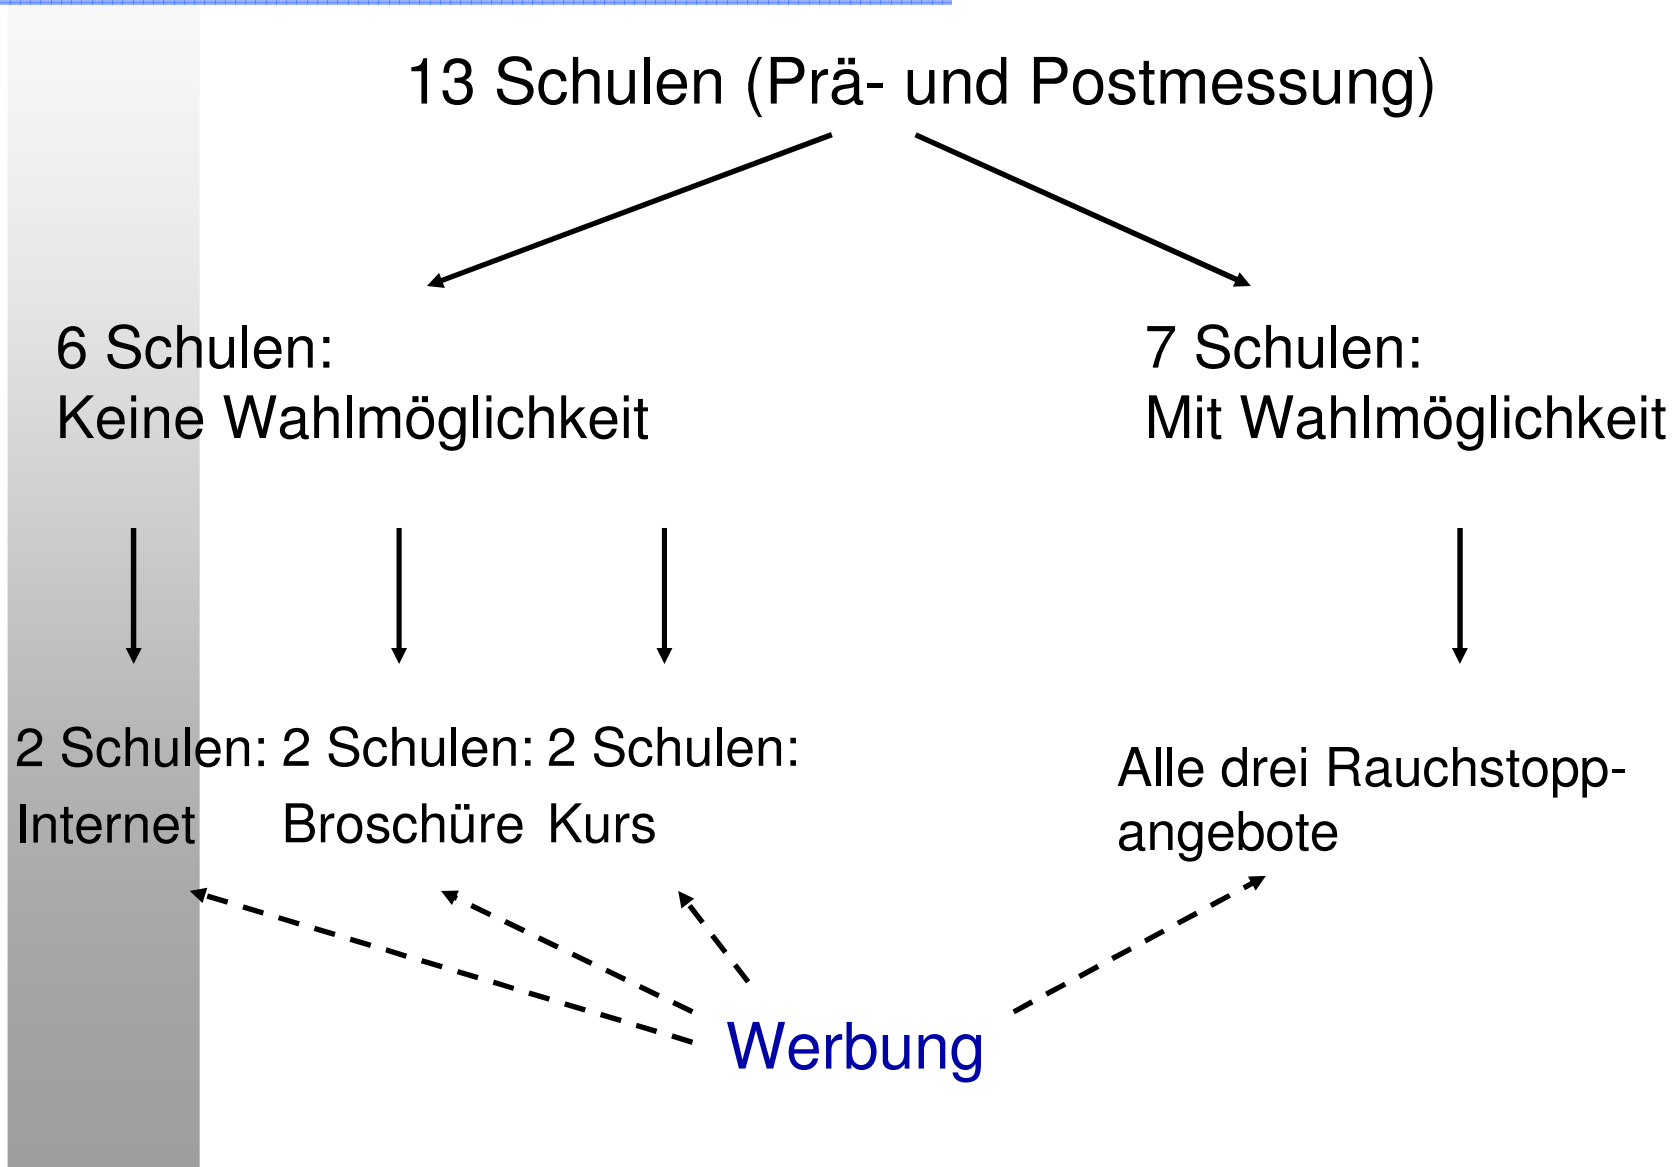 13 Schulen (Prä- und Postmessung)
6 Schulen:
Keine Wahlmöglichkeit
7 Schulen:
Mit Wahlmöglichkeit
2 Schulen:
Internet
2 Schulen:
Broschüre
2 Schulen:
Kurs
Alle drei Rauchstopp-
angebote
Werbung